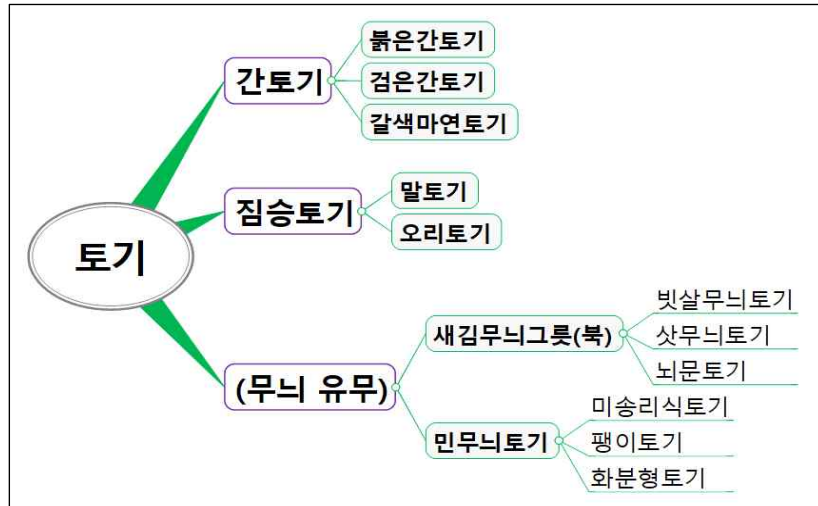 토기
간토기
붉은간토기
검은간토기
갈색마연토기
짐승토기
말토기
오리토기
(무늬 유무)
새김무늬그릇(북)
빗살무늬토기
삿무늬토기
뇌문토기
민무늬토기
미송리식토기
팽이토기
화분형토기